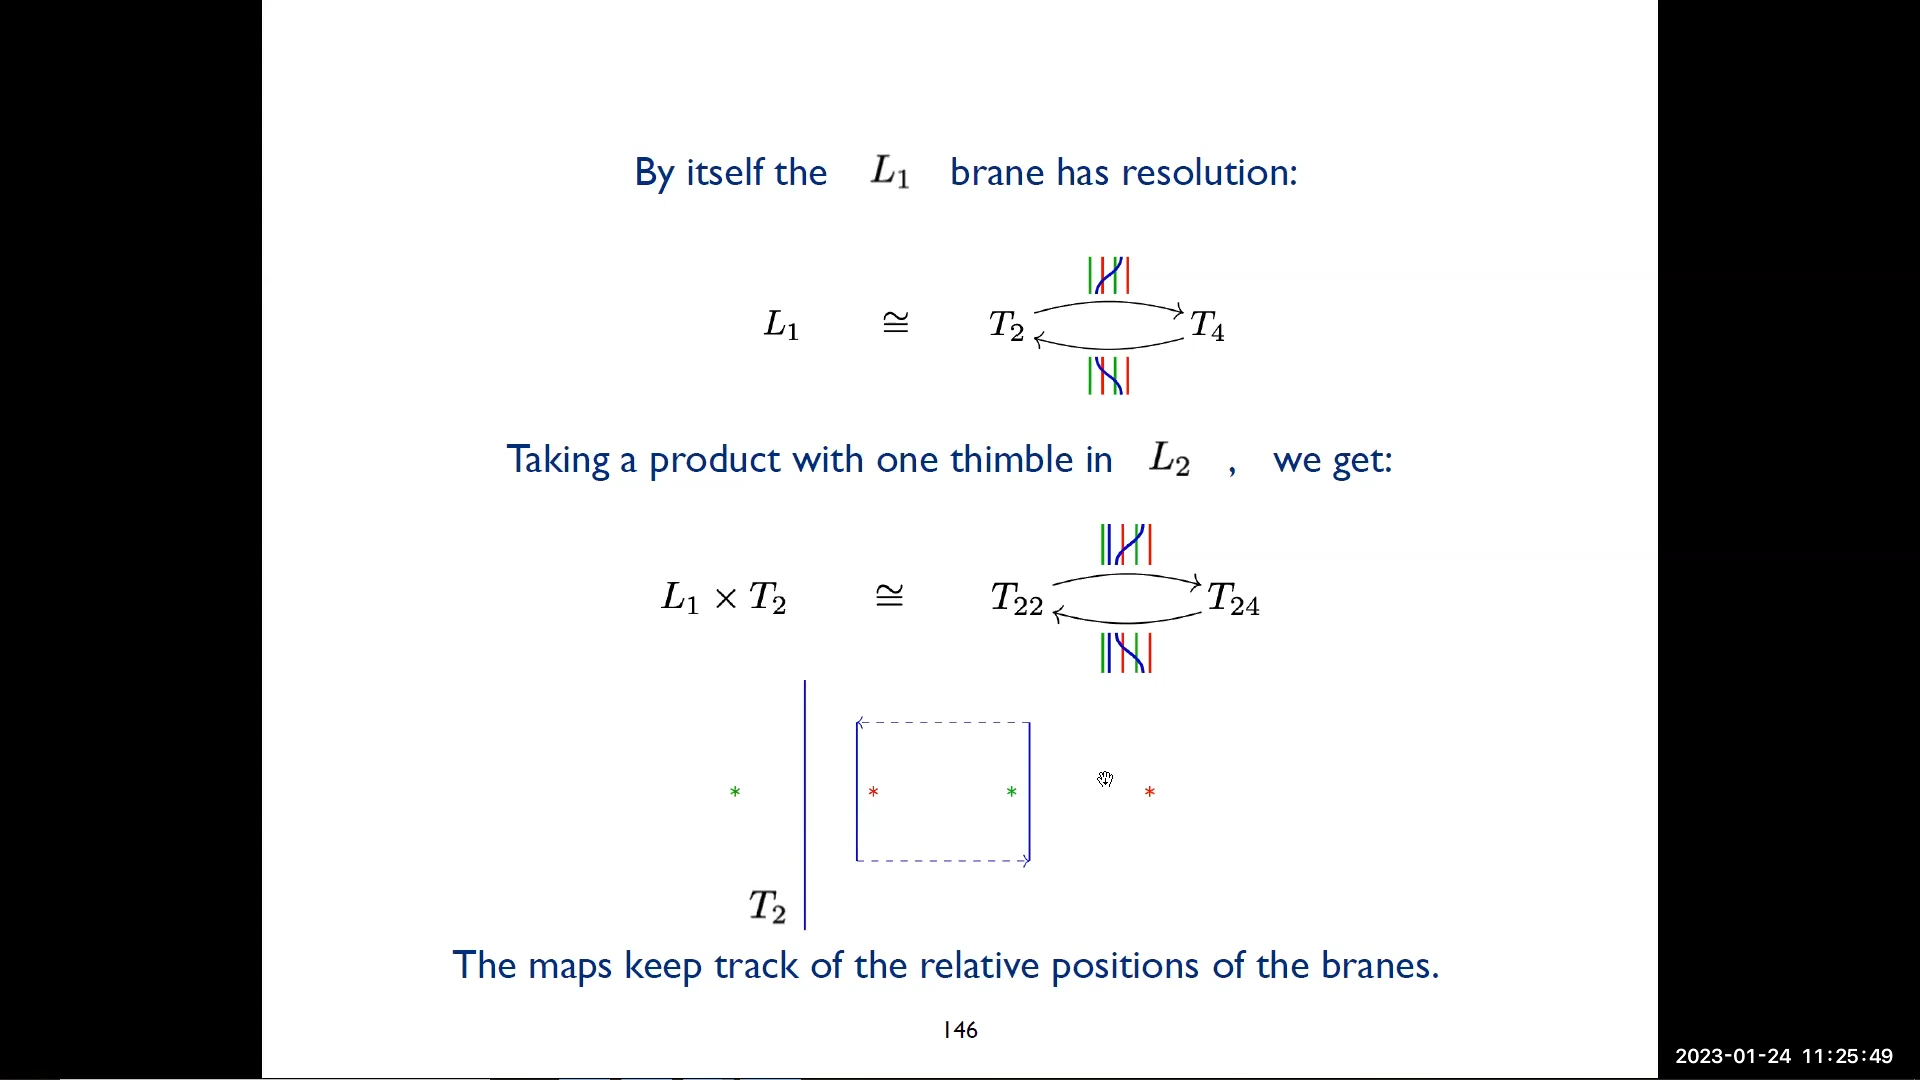 By itself the L₁ brane has resolution:
L₁ ≅ T₂ T₄
Taking a product with one thimble in L₂ , we get:
L₁ × T₂ ≅ T₂₂ T₂₄
* * * *
T₂
The maps keep track of the relative positions of the branes.
146
2023-01-24 11:25:49